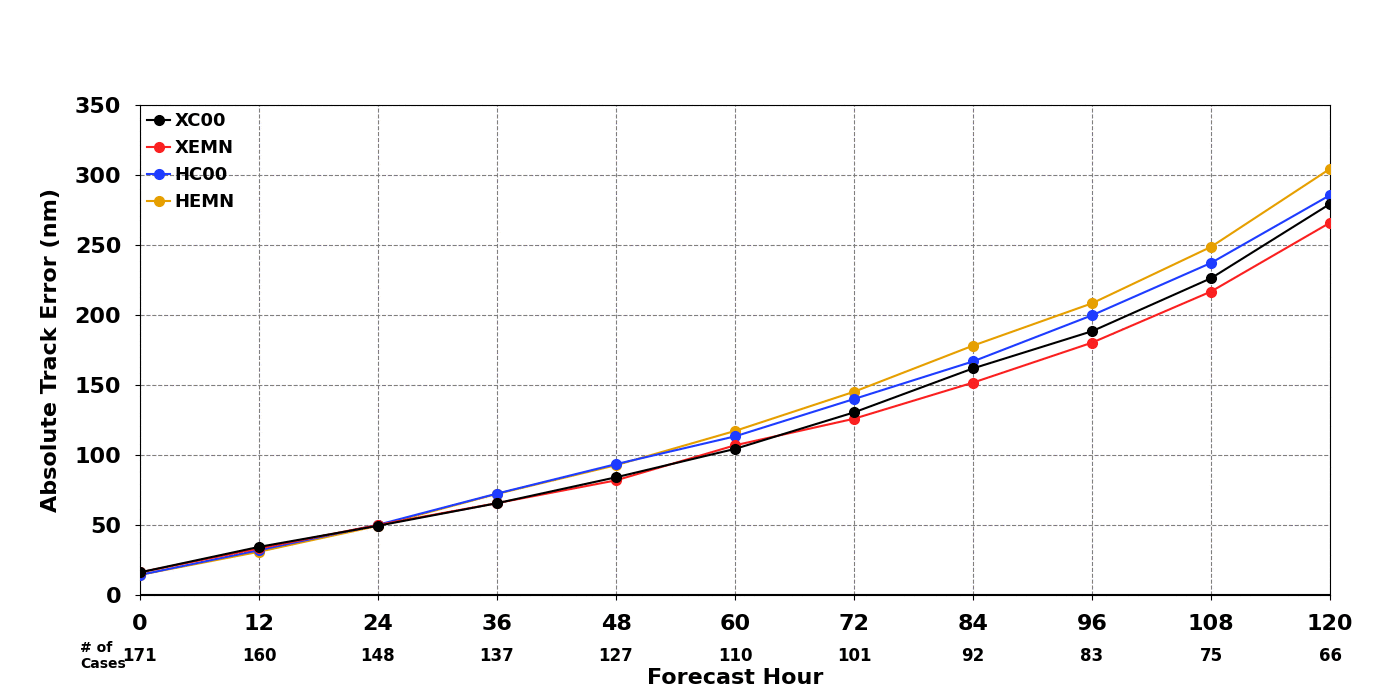 350
300
250
200
150
100
50
0
Absolute Track Error (nm)
XC00
XEMN
HC00
HEMN
0 12 24 36 48 60 72 84 96 108 120
# of
Cases
171 160 148 137 127 110 101 92 83 75 66
Forecast Hour